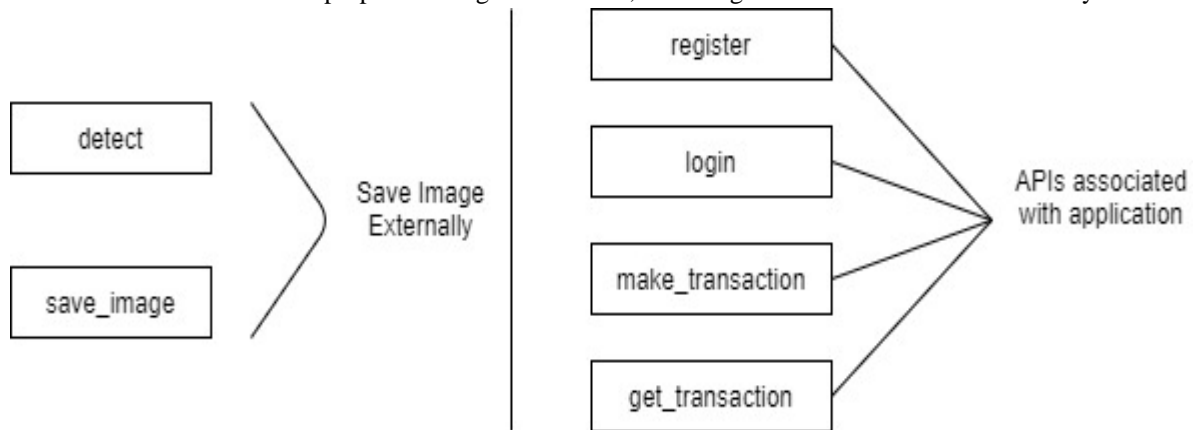 detect
save_image
Save Image
Externally
register
login
make_transaction
get_transaction
APIs associated
with application